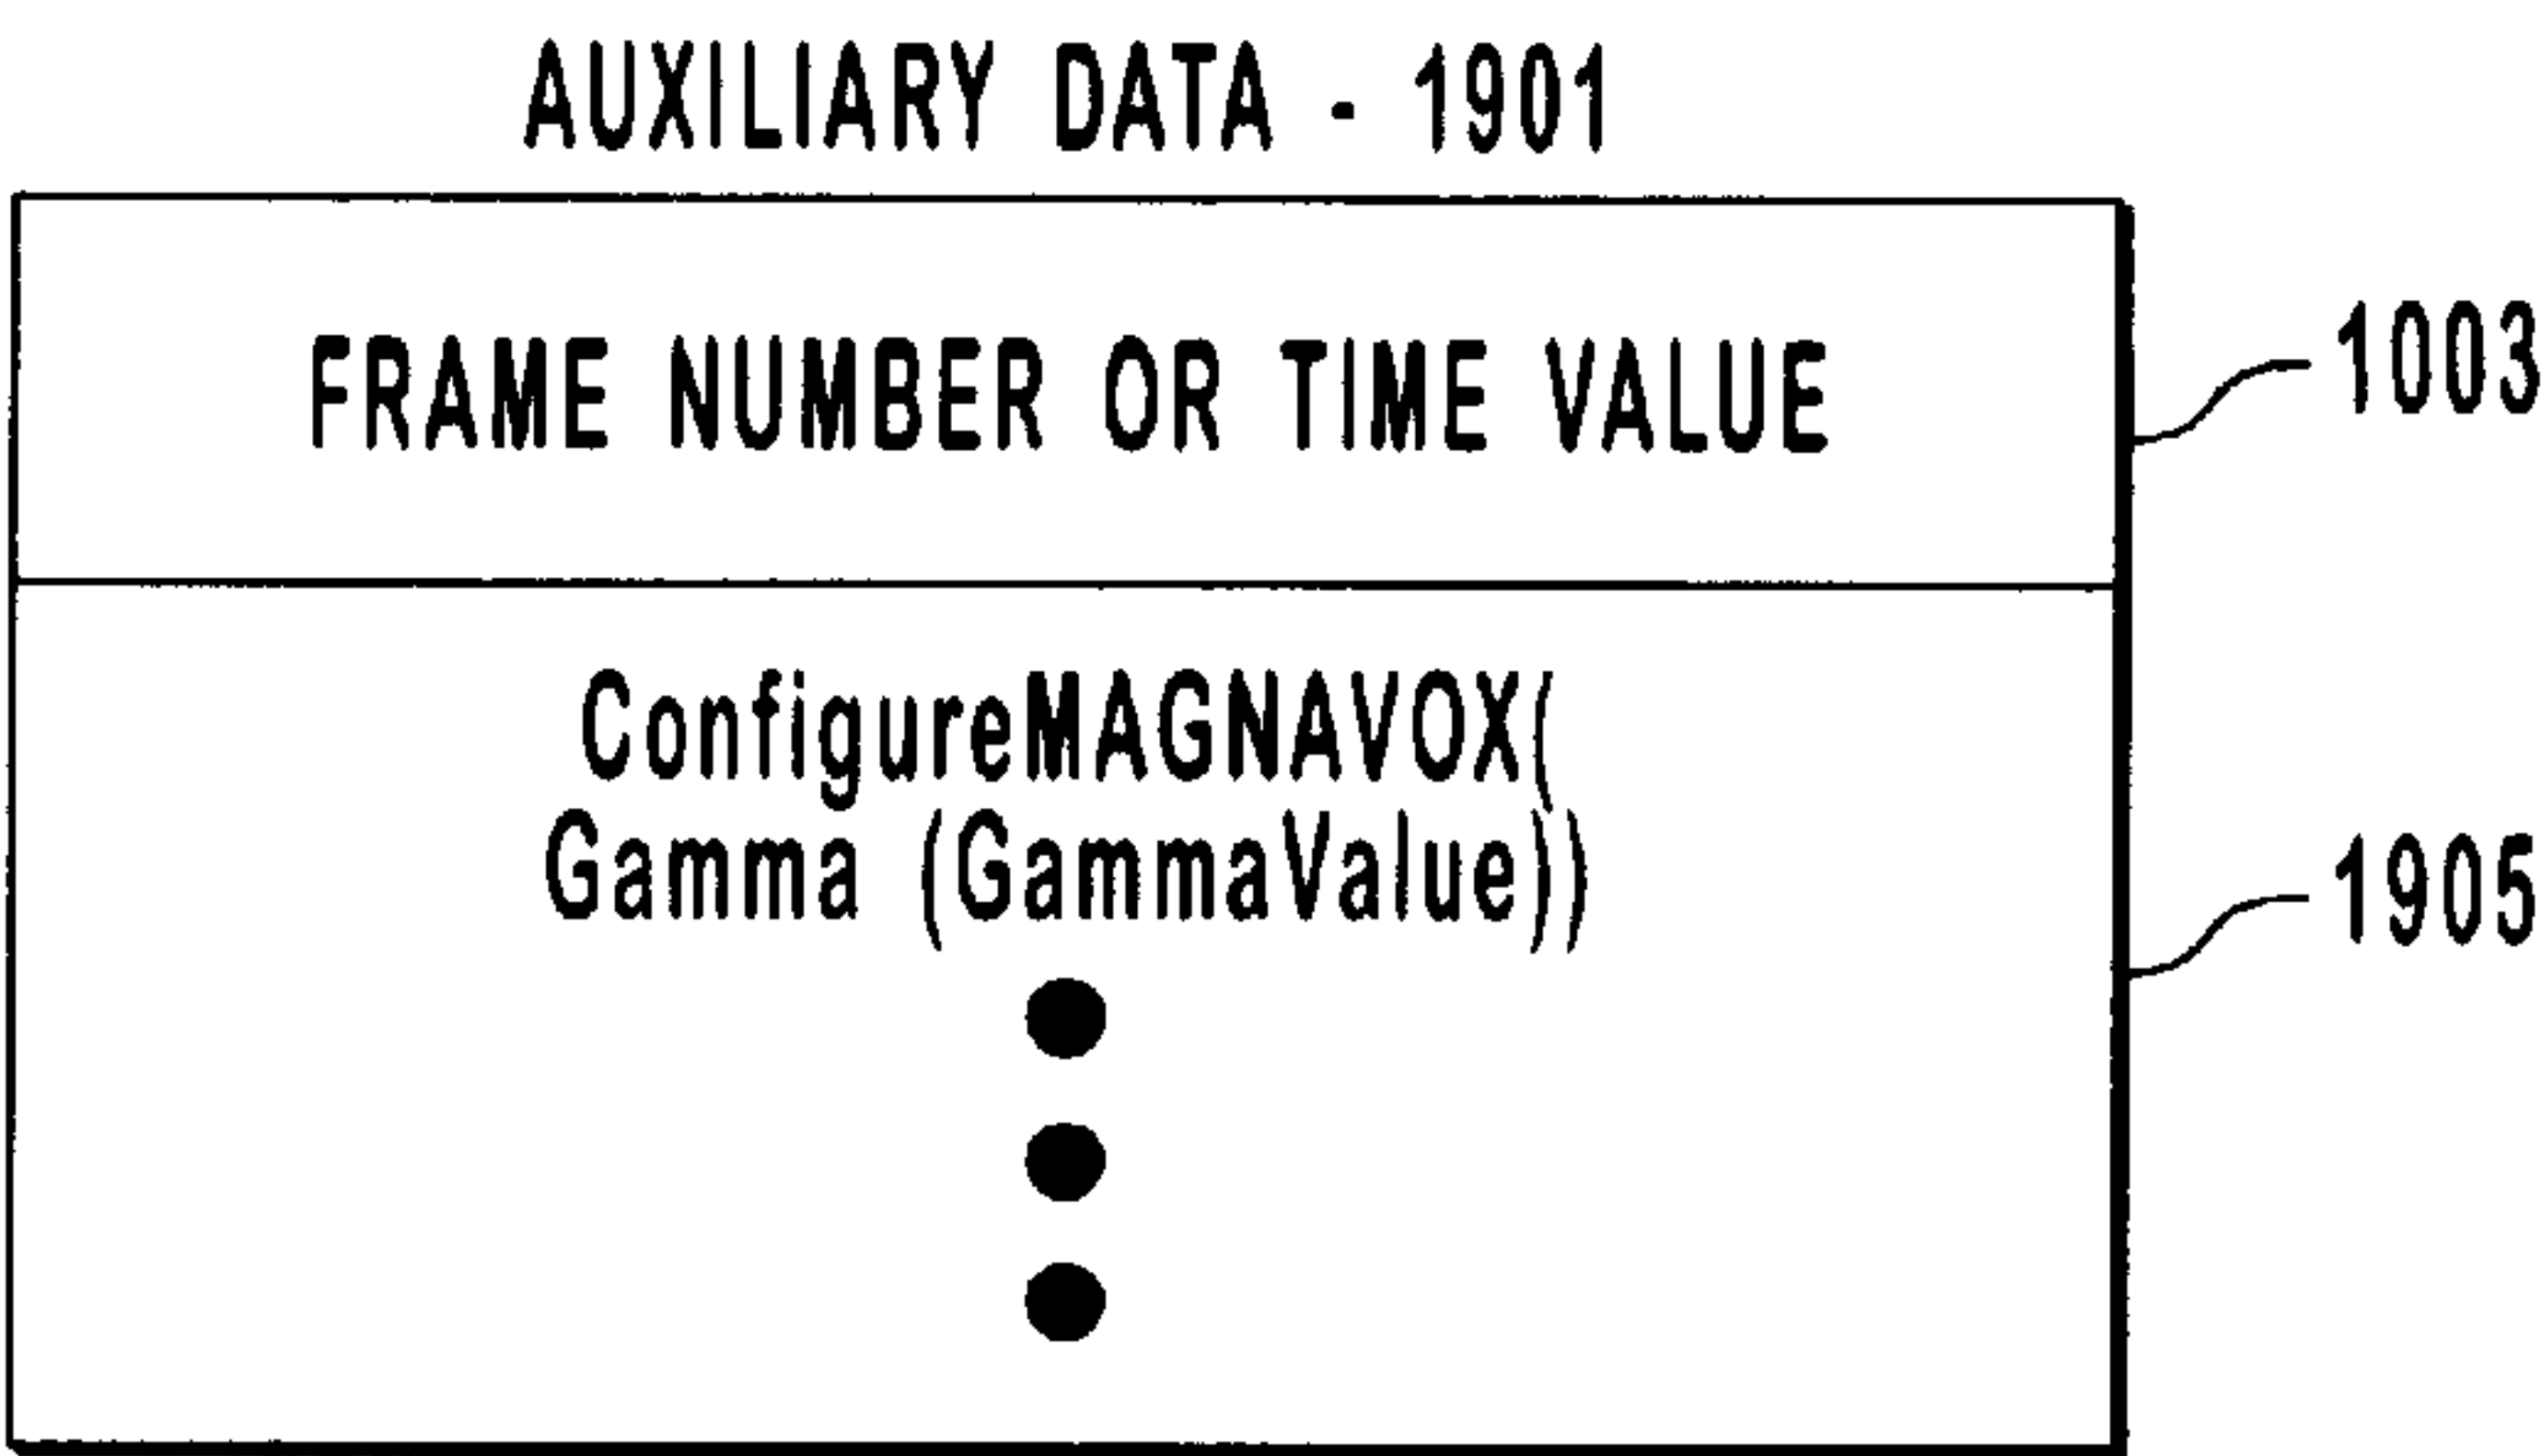 AUXILIARY DATA - 1901
FRAME NUMBER OR TIME VALUE
1003
ConfigureMAGNAVOX(
Gamma (GammaValue))
1905